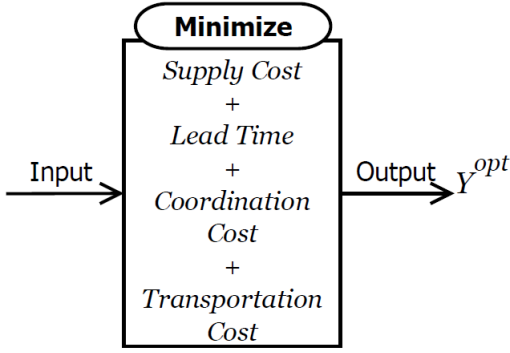 Minimize
Supply Cost
+
Lead Time
+
Input
Output
Y^opt
Coordination
Cost
+
Transportation
Cost